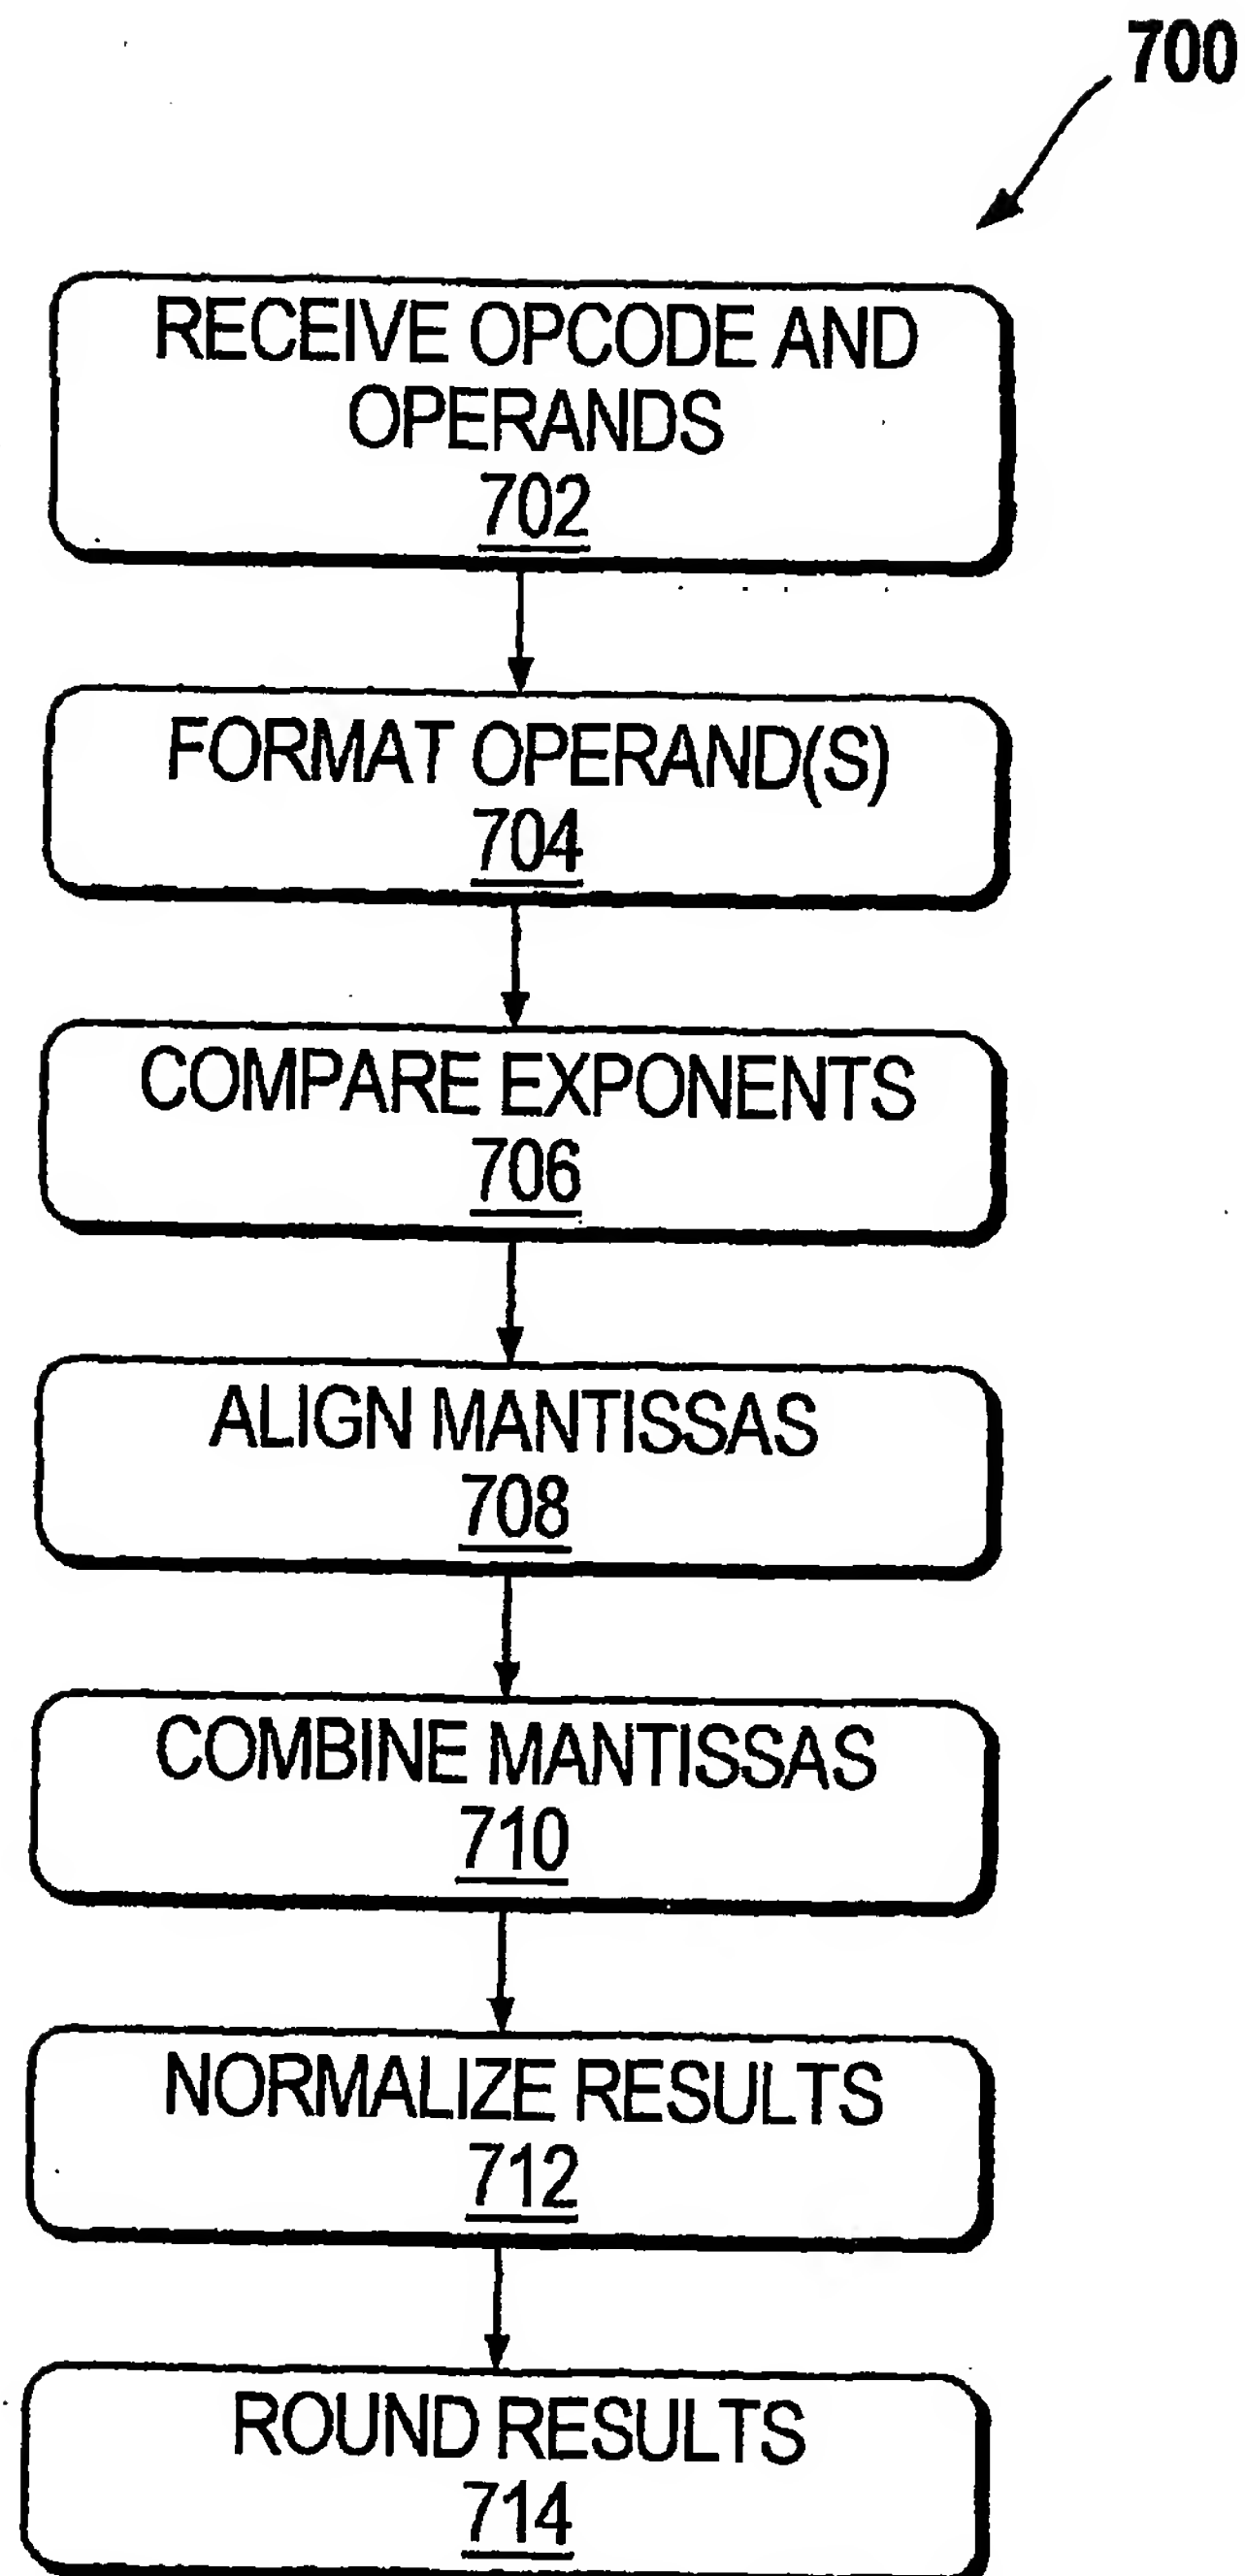 700
RECEIVE OPCODE AND
OPERANDS
702
FORMAT OPERAND(S)
704
COMPARE EXPONENTS
706
ALIGN MANTISSAS
708
COMBINE MANTISSAS
710
NORMALIZE RESULTS
712
ROUND RESULTS
714